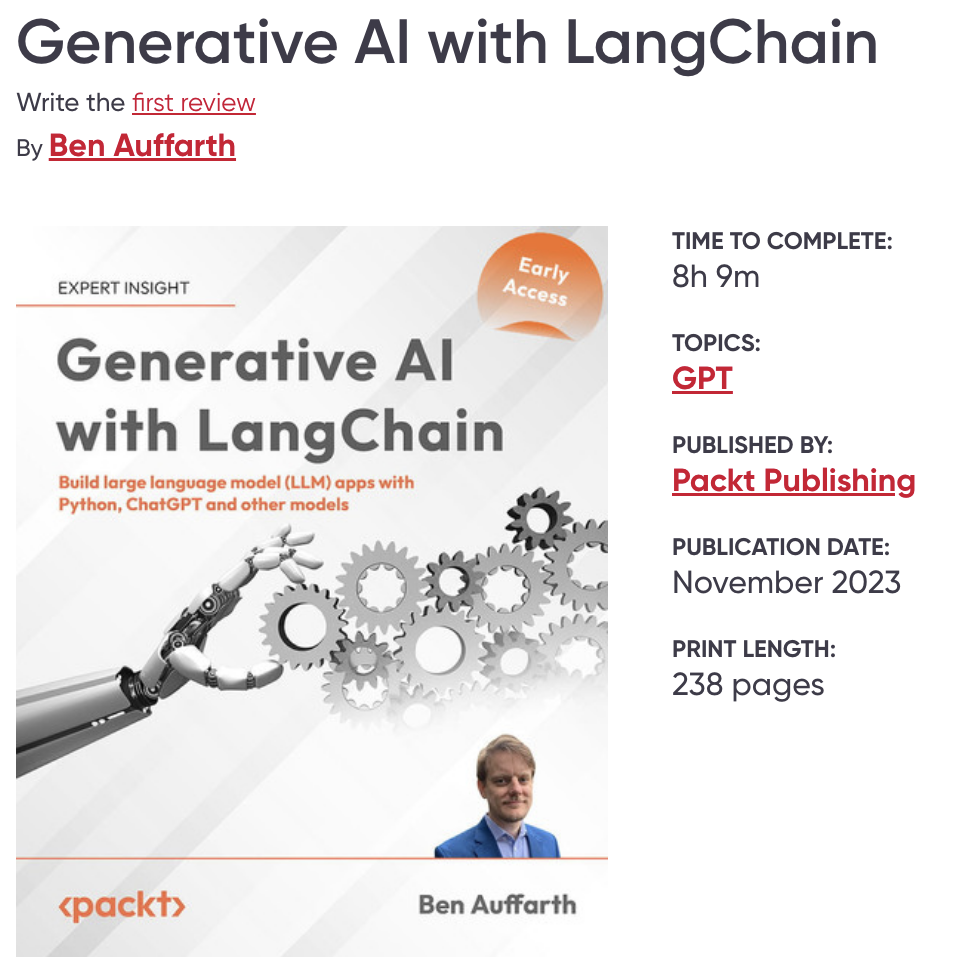 Generative AI with LangChain
Write the first review
By Ben Auffarth
EXPERT INSIGHT
Early
Access
Generative AI
with LangChain
Build large language model (LLM) apps with
Python, ChatGPT and other models
<packt>
Ben Auffarth
TIME TO COMPLETE:
8h 9m
TOPICS:
GPT
PUBLISHED BY:
Packt Publishing
PUBLICATION DATE:
November 2023
PRINT LENGTH:
238 pages